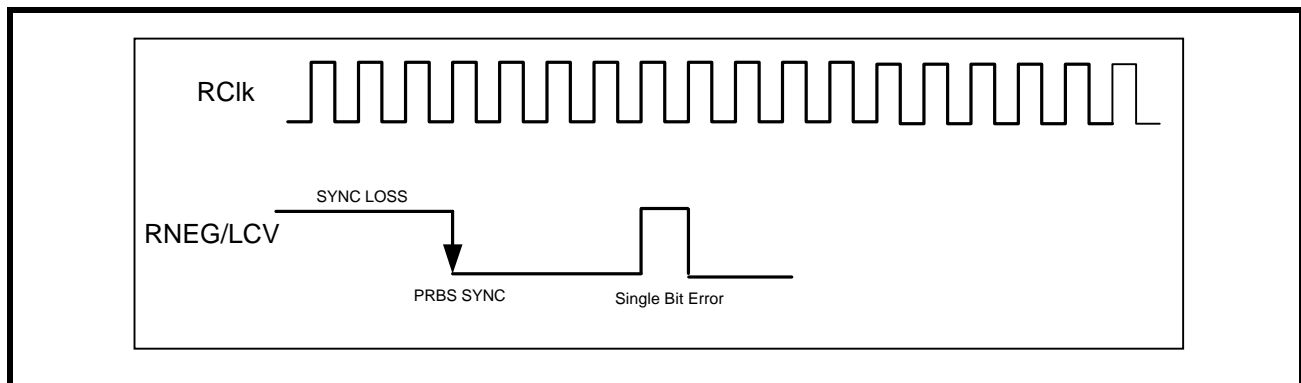 RClk
SYNC LOSS
RNEG/LCV
PRBS SYNC
Single Bit Error